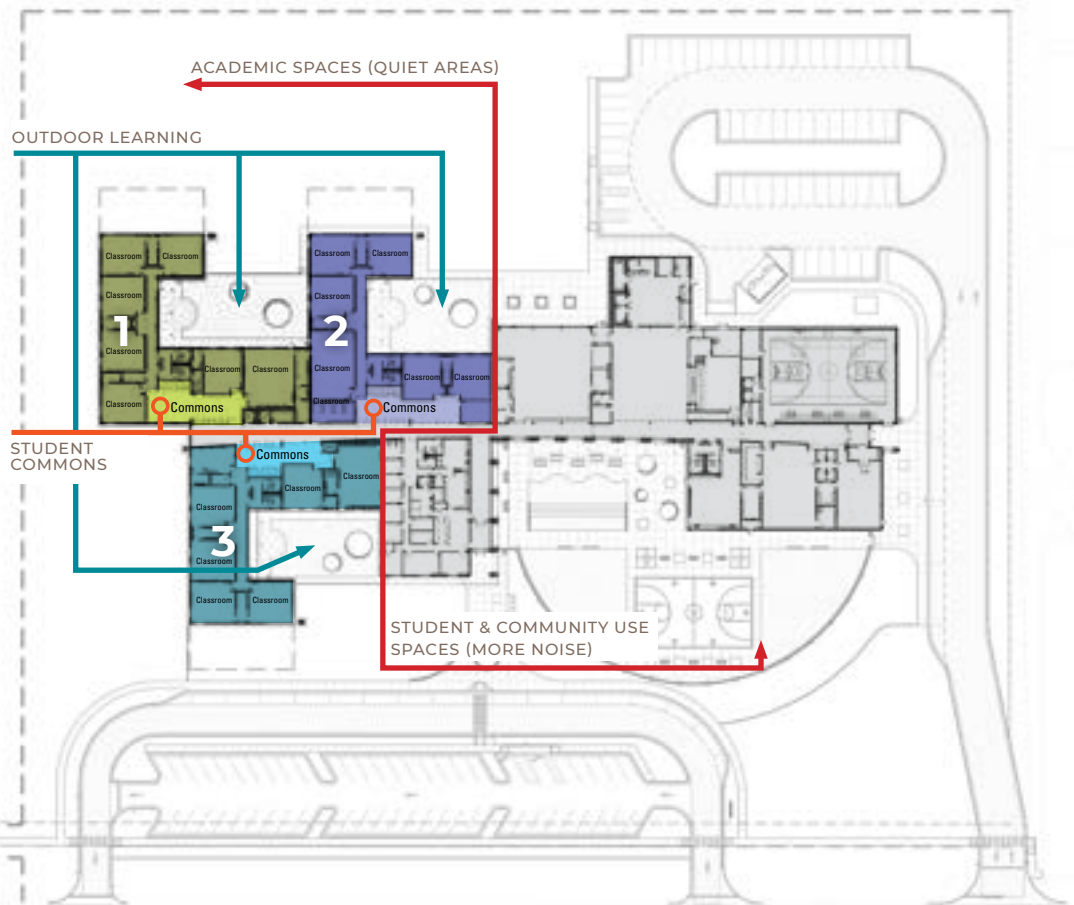 ACADEMIC SPACES (QUIET AREAS)
OUTDOOR LEARNING
Classroom
Classroom
Classroom
Classroom
Classroom
1
Classroom
Classroom
Classroom
Commons
Classroom
Classroom
Classroom
2
Classroom
Classroom
Classroom
Classroom
Commons
STUDENT
COMMONS
Commons
Classroom
Classroom
Classroom
3
Classroom
Classroom
Classroom
STUDENT & COMMUNITY USE
SPACES (MORE NOISE)